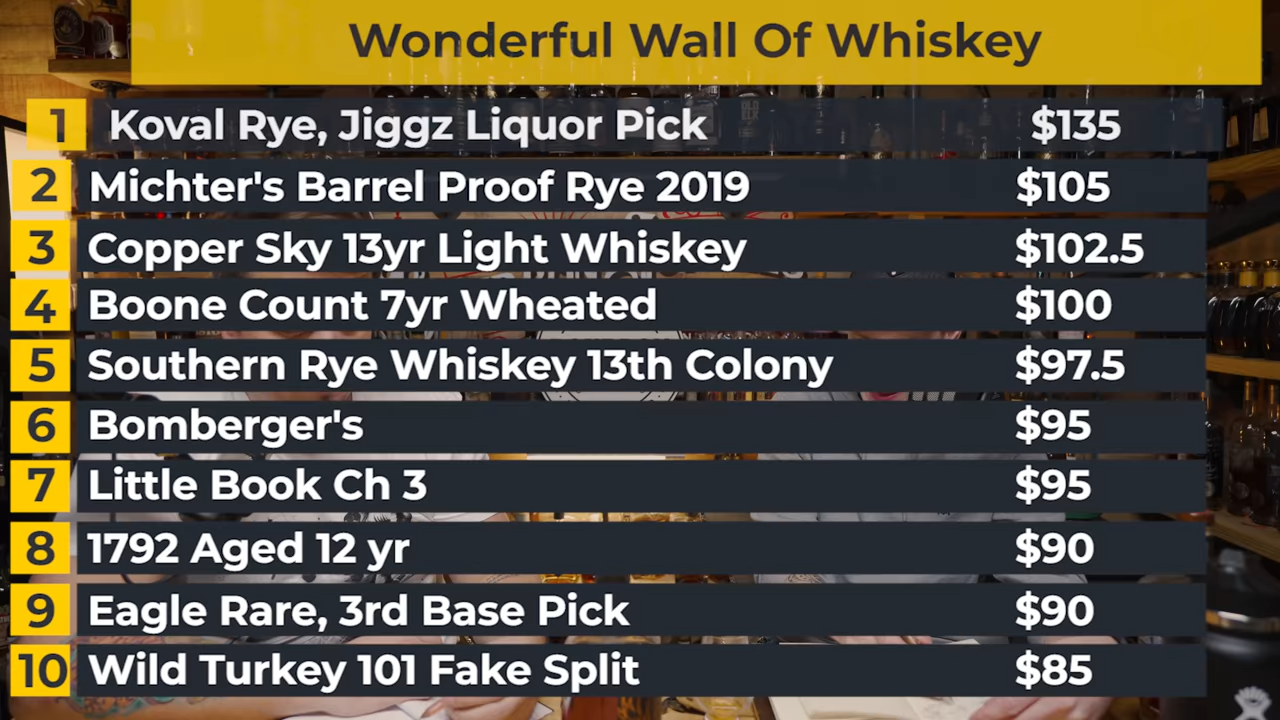 Wonderful Wall Of Whiskey
1 Koval Rye, Jiggz Liquor Pick $135
2 Michter's Barrel Proof Rye 2019 $105
3 Copper Sky 13yr Light Whiskey $102.5
4 Boone Count 7yr Wheated $100
5 Southern Rye Whiskey 13th Colony $97.5
6 Bomberger's $95
7 Little Book Ch 3 $95
8 1792 Aged 12 yr $90
9 Eagle Rare, 3rd Base Pick $90
10 Wild Turkey 101 Fake Split $85